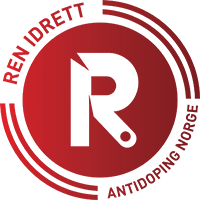 REN IDRETT
R
ANTIDOPING NORGE